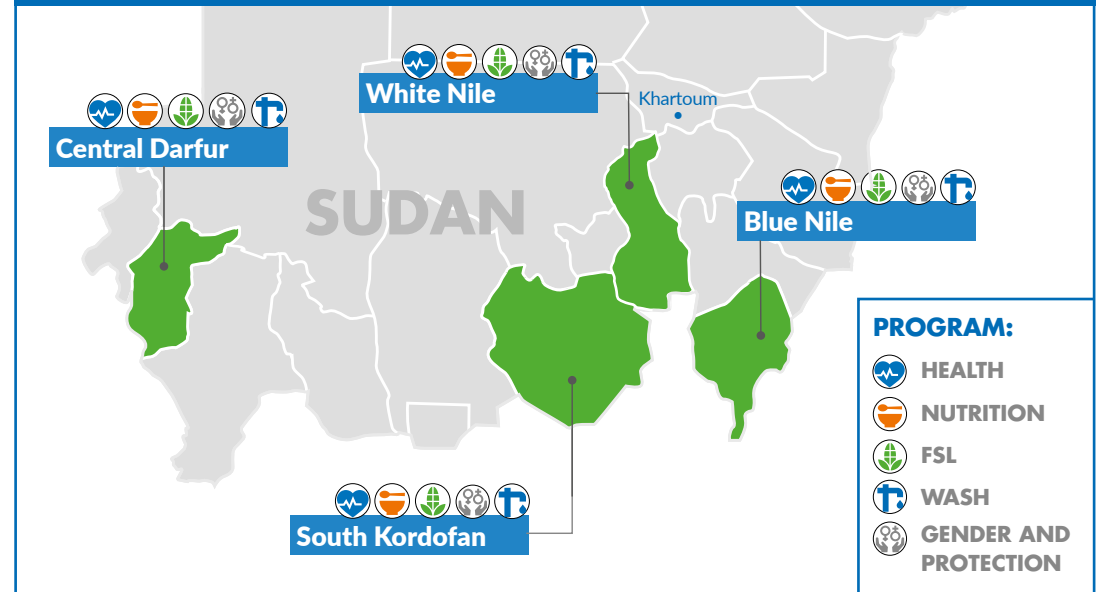 White Nile
Khartoum
Central Darfur
SUDAN
Blue Nile
South Kordofan
PROGRAM:
HEALTH
NUTRITION
FSL
WASH
GENDER AND
PROTECTION